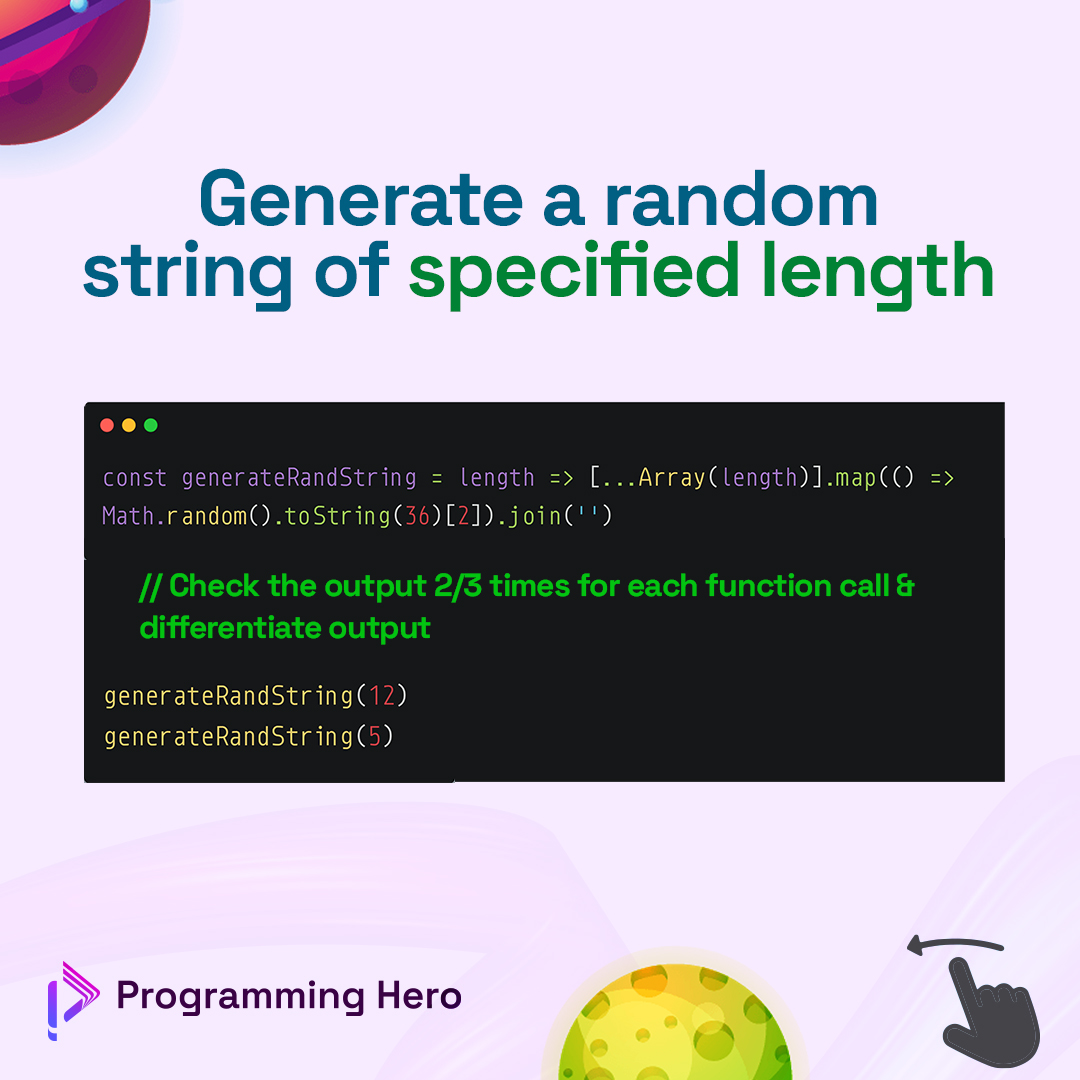 Generate a random
string of specified length
const generateRandString = length => [...Array(length)].map(() =>
Math.random().toString(36)[2]).join('')
// Check the output 2/3 times for each function call &
differentiate output
generateRandString(12)
generateRandString(5)
Programming Hero